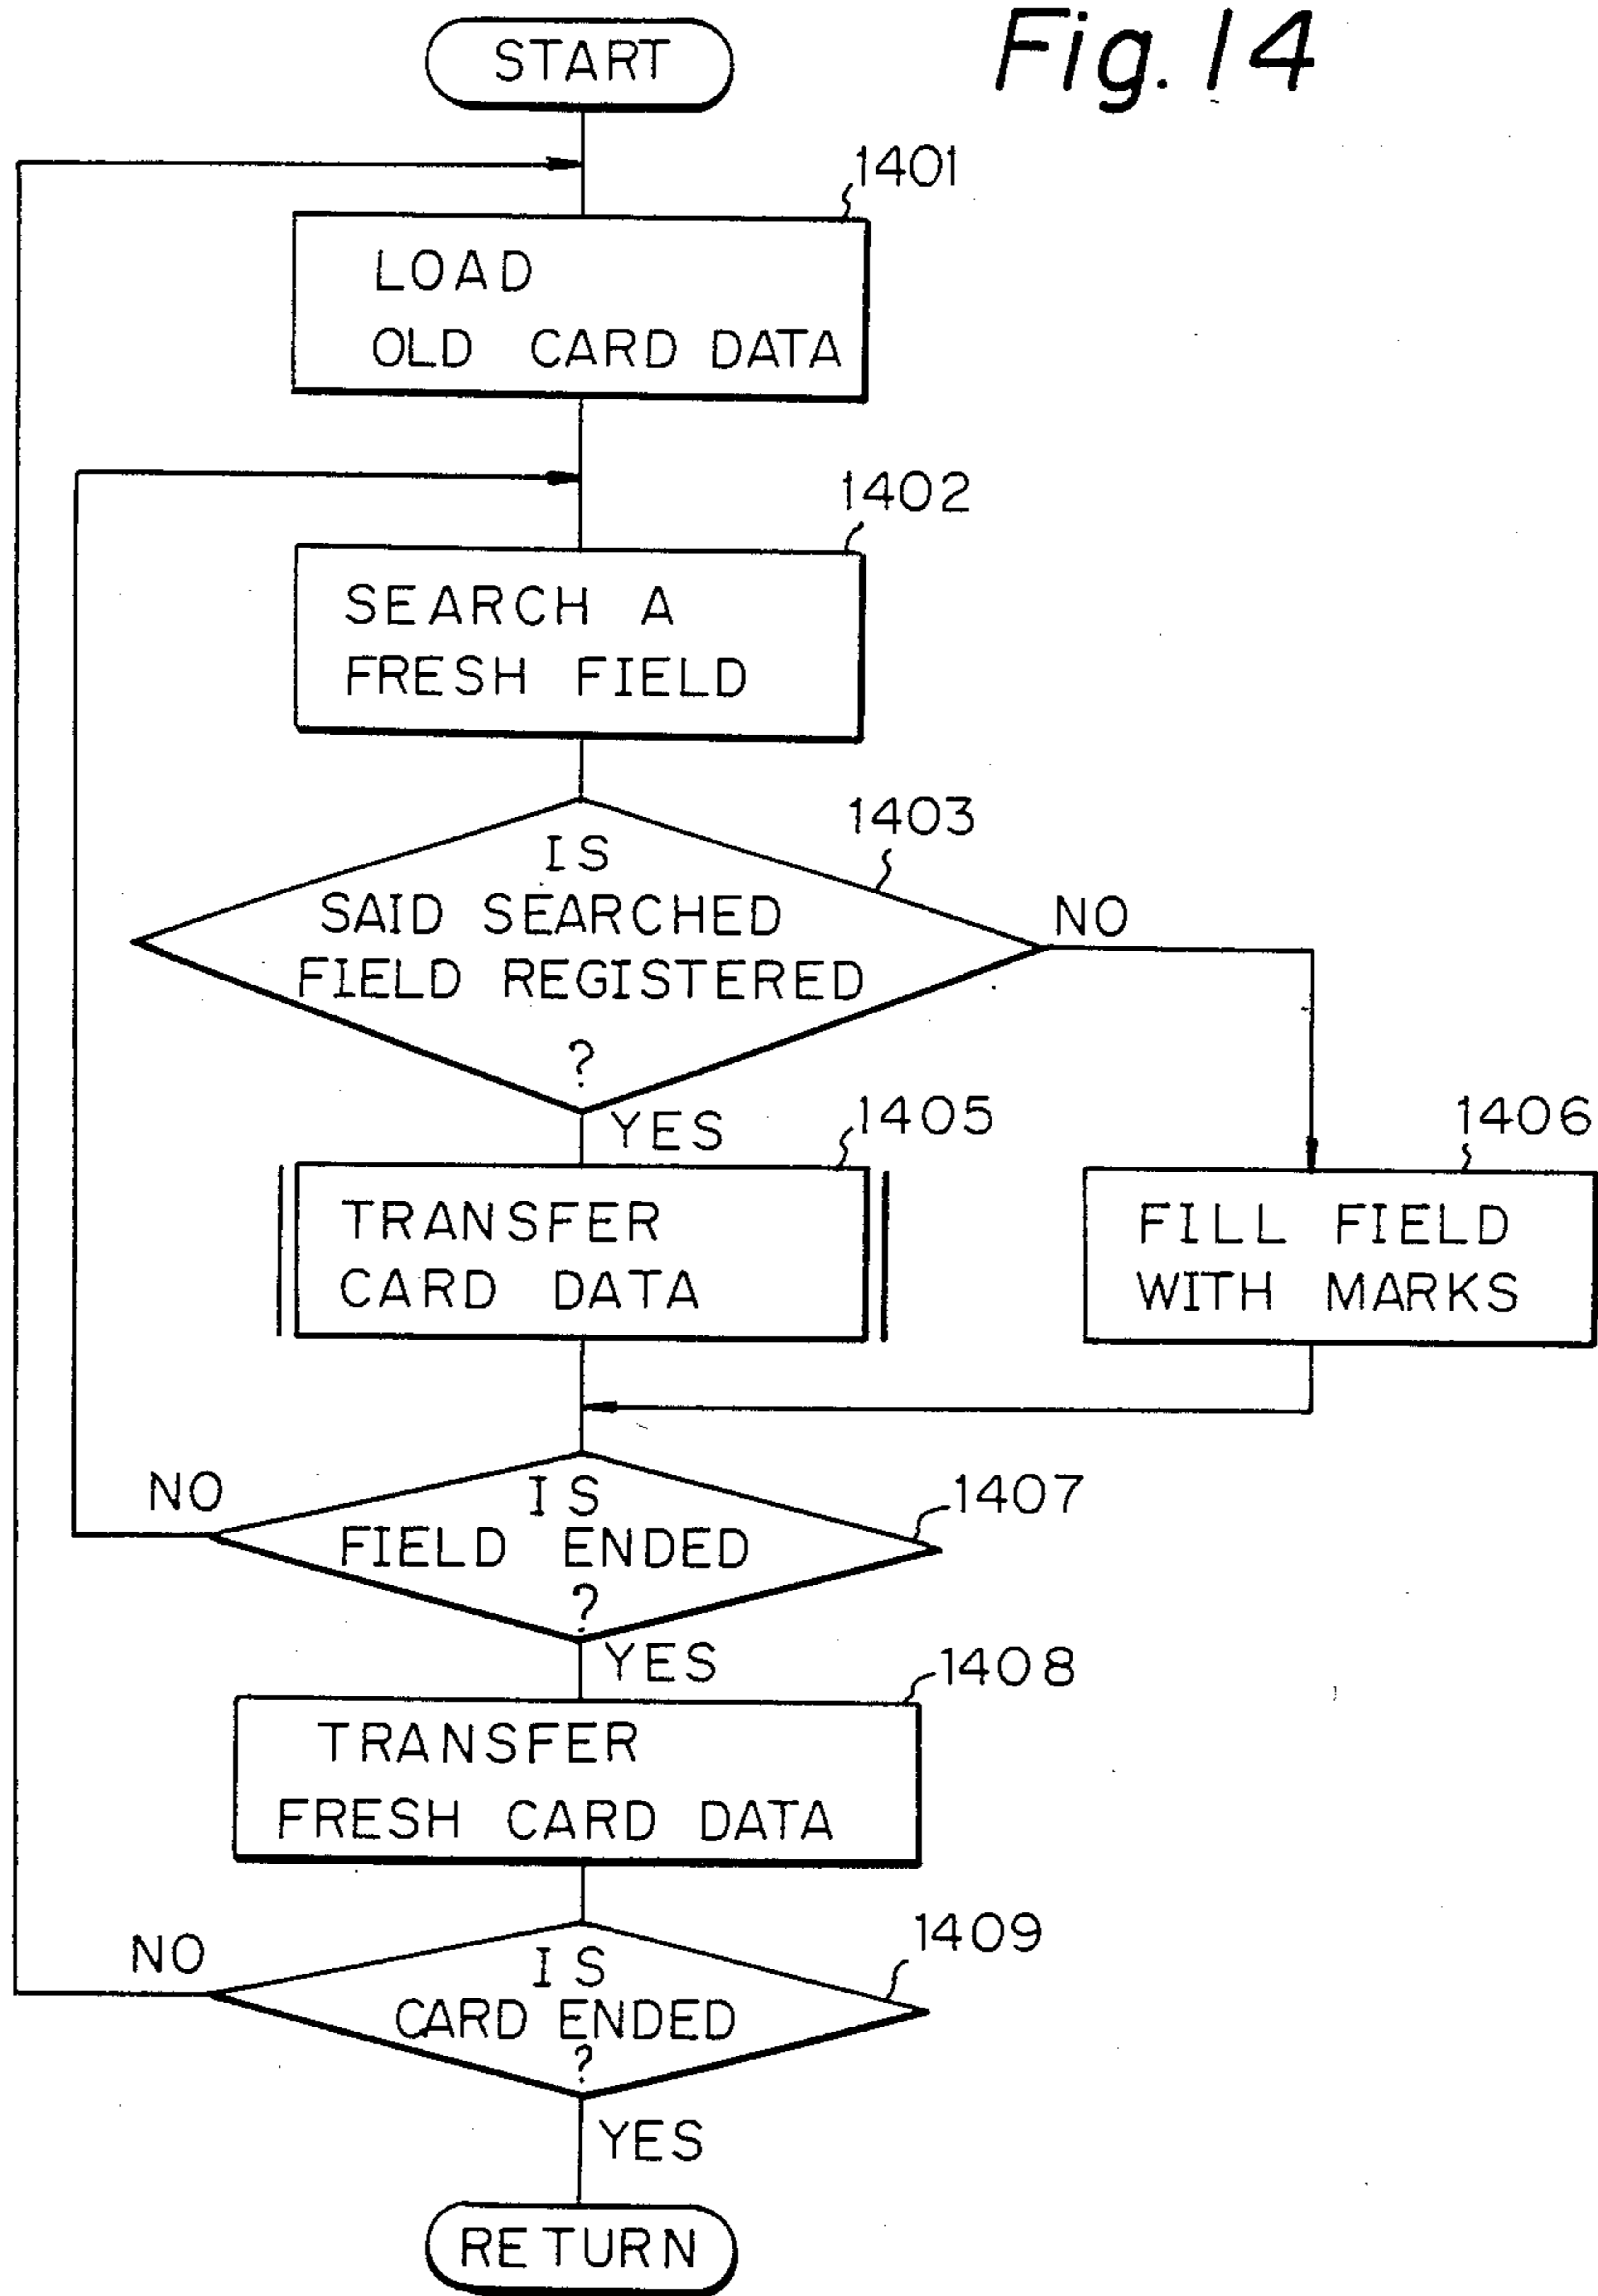 Fig. 14
START
1401
LOAD
OLD CARD DATA
1402
SEARCH A
FRESH FIELD
1403
IS
SAID SEARCHED
FIELD REGISTERED
?
NO
YES
1405
TRANSFER
CARD DATA
1406
FILL FIELD
WITH MARKS
1407
IS
FIELD ENDED
?
NO
YES
1408
TRANSFER
FRESH CARD DATA
1409
IS
CARD ENDED
?
NO
YES
RETURN